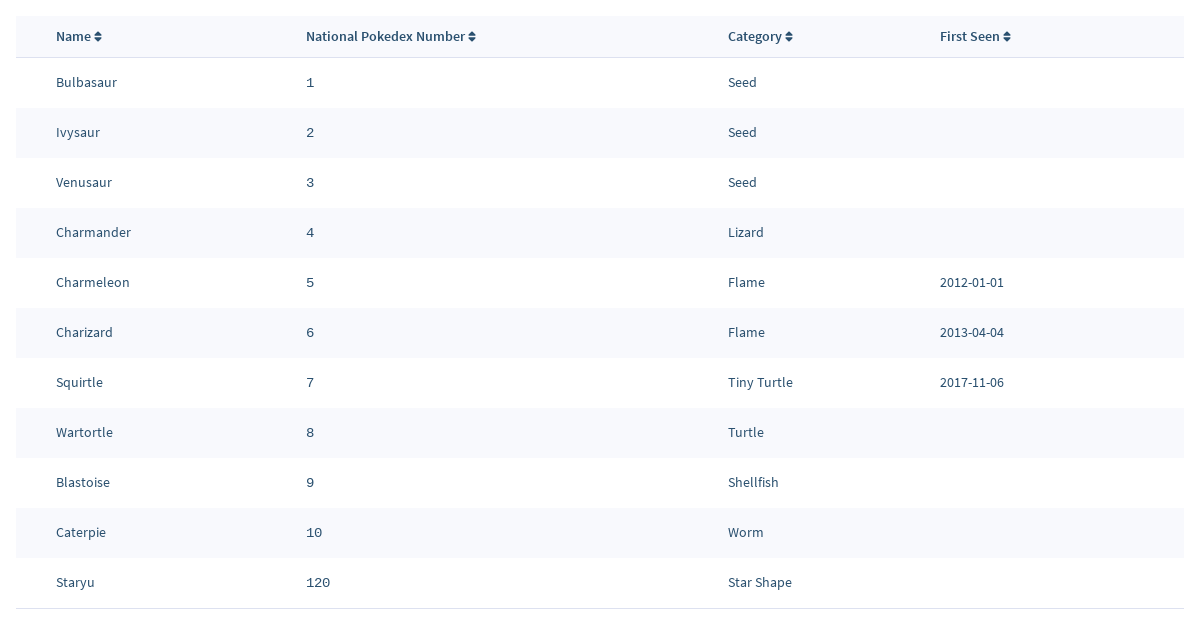 Name National Pokedex Number Category First Seen
Bulbasaur 1 Seed
Ivysaur 2 Seed
Venusaur 3 Seed
Charmander 4 Lizard
Charmeleon 5 Flame 2012-01-01
Charizard 6 Flame 2013-04-04
Squirtle 7 Tiny Turtle 2017-11-06
Wartortle 8 Turtle
Blastoise 9 Shellfish
Caterpie 10 Worm
Staryu 120 Star Shape